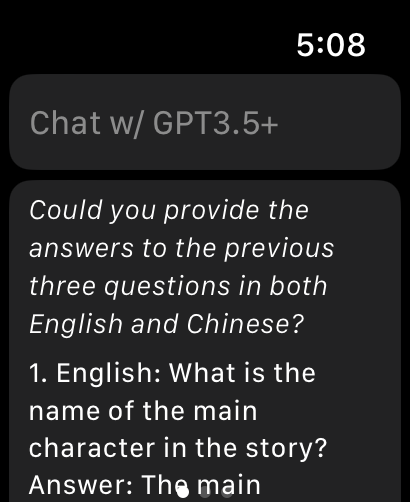 5:08
Chat w/ GPT3.5+
Could you provide the
answers to the previous
three questions in both
English and Chinese?
1. English: What is the
name of the main
character in the story?
Answer: The main